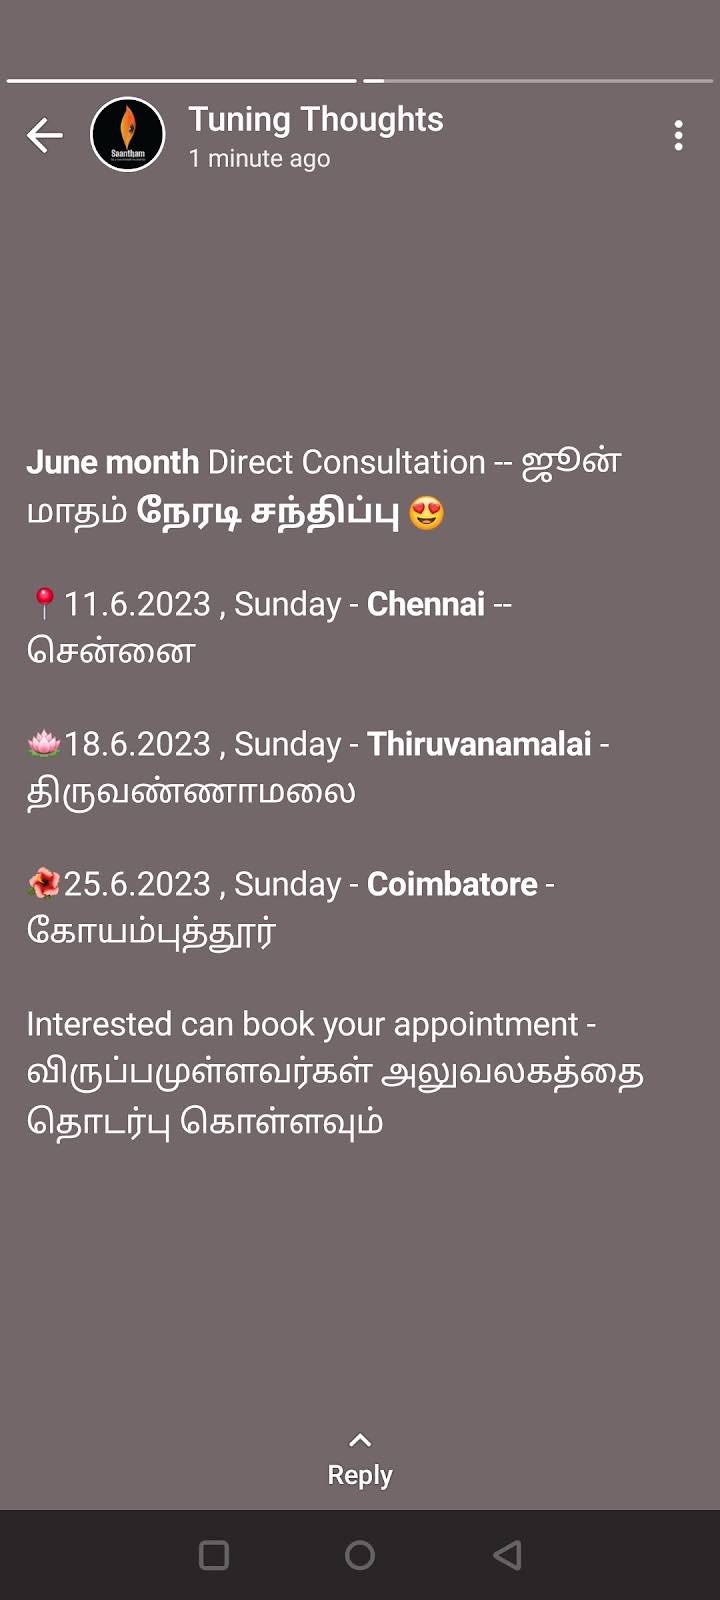 Tuning Thoughts
1 minute ago
Saantham
June month Direct Consultation -- ஜூன்
மாதம் நேரடி சந்திப்பு 😍
📍11.6.2023 , Sunday - Chennai --
சென்னை
🪷18.6.2023 , Sunday - Thiruvanamalai -
திருவண்ணாமலை
🌺25.6.2023 , Sunday - Coimbatore -
கோயம்புத்தூர்
Interested can book your appointment -
விருப்பமுள்ளவர்கள் அலுவலகத்தை
தொடர்பு கொள்ளவும்
Reply